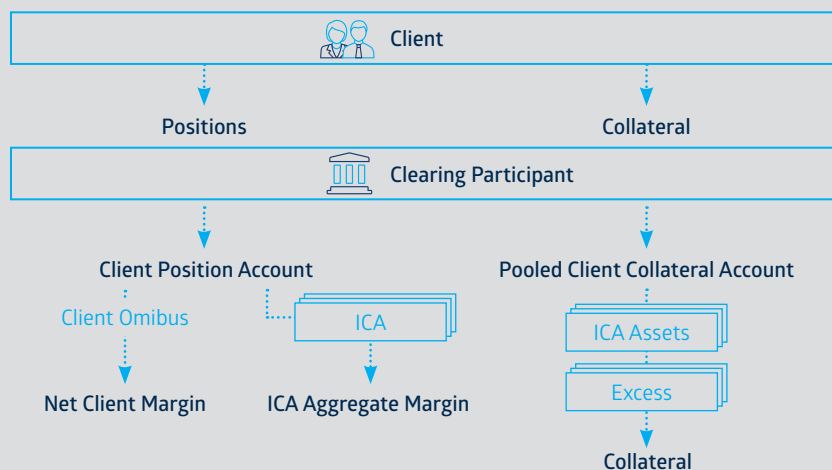 Client
Positions
Collateral
Clearing Participant
Client Position Account
Pooled Client Collateral Account
Client Omibus
ICA
ICA Assets
Excess
Net Client Margin
ICA Aggregate Margin
Collateral